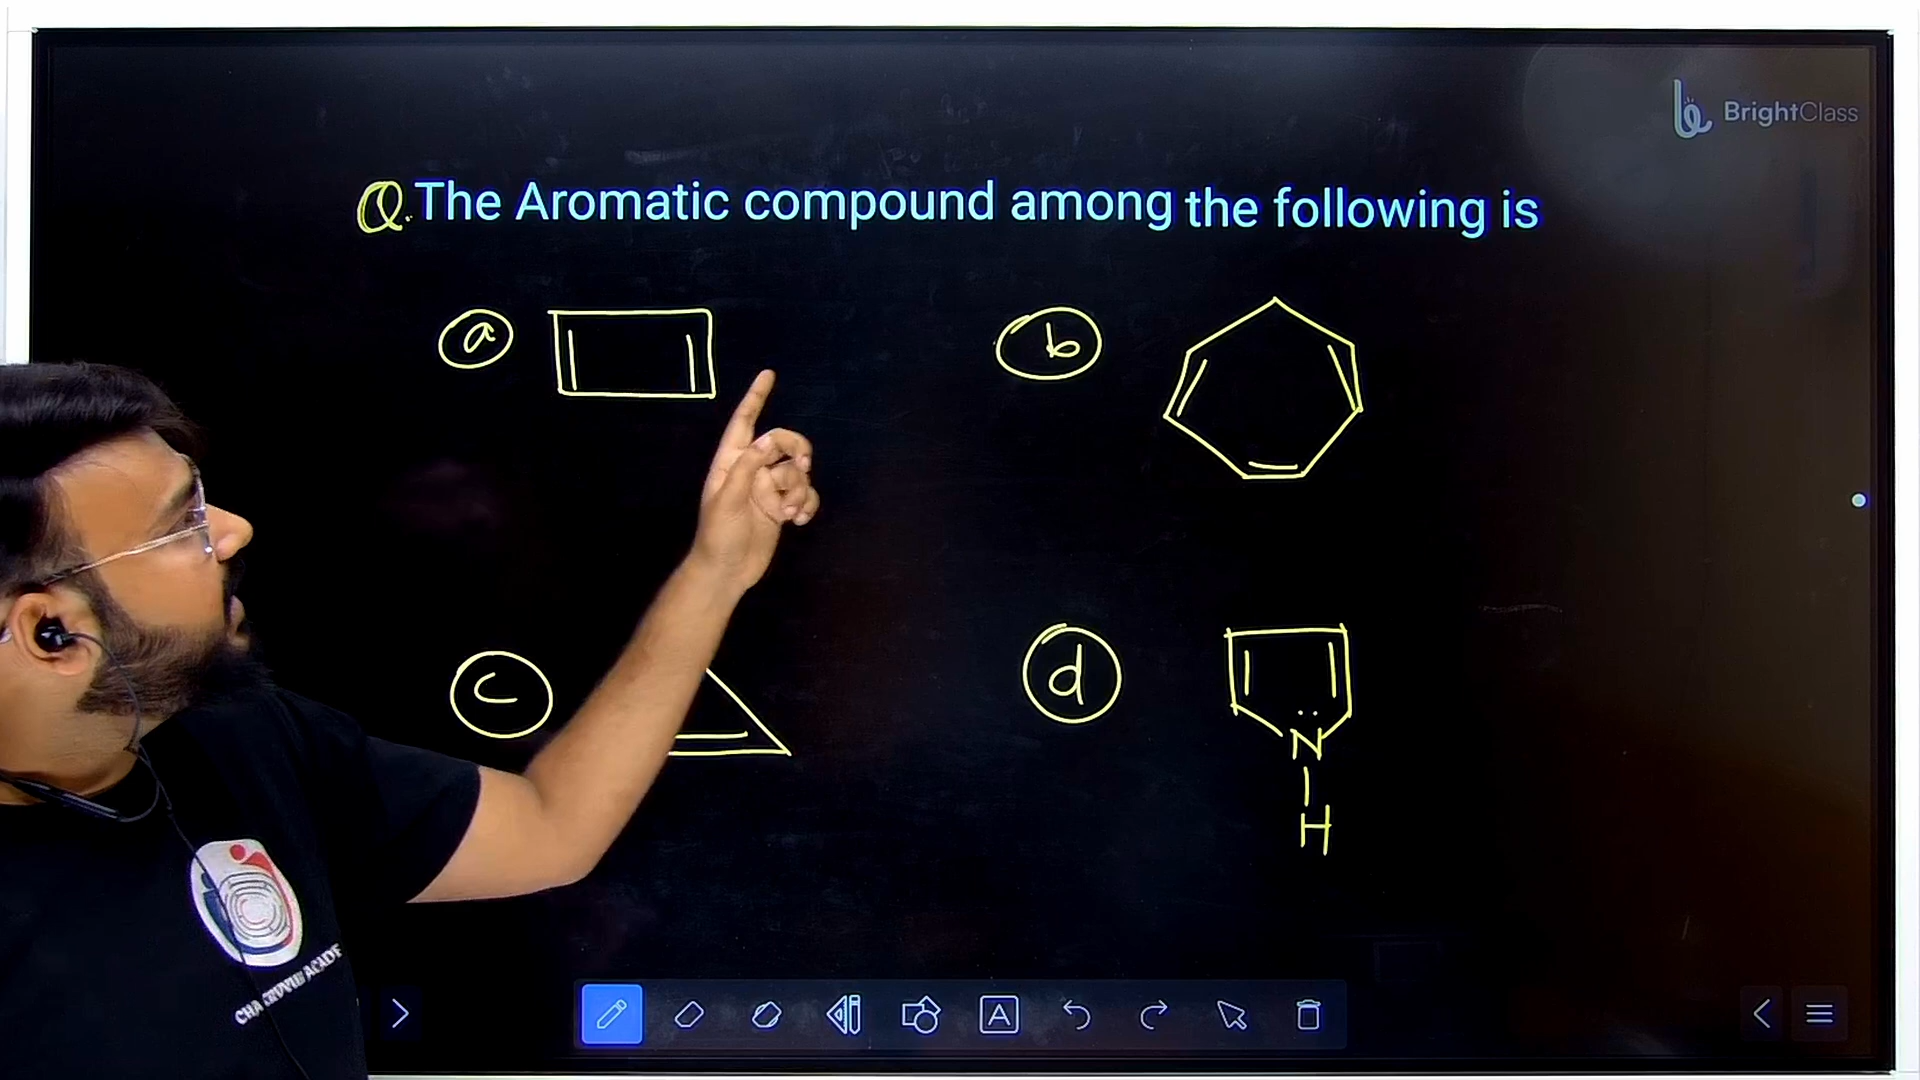 BrightClass
Q. The Aromatic compound among the following is
a
b
c
d
N
H